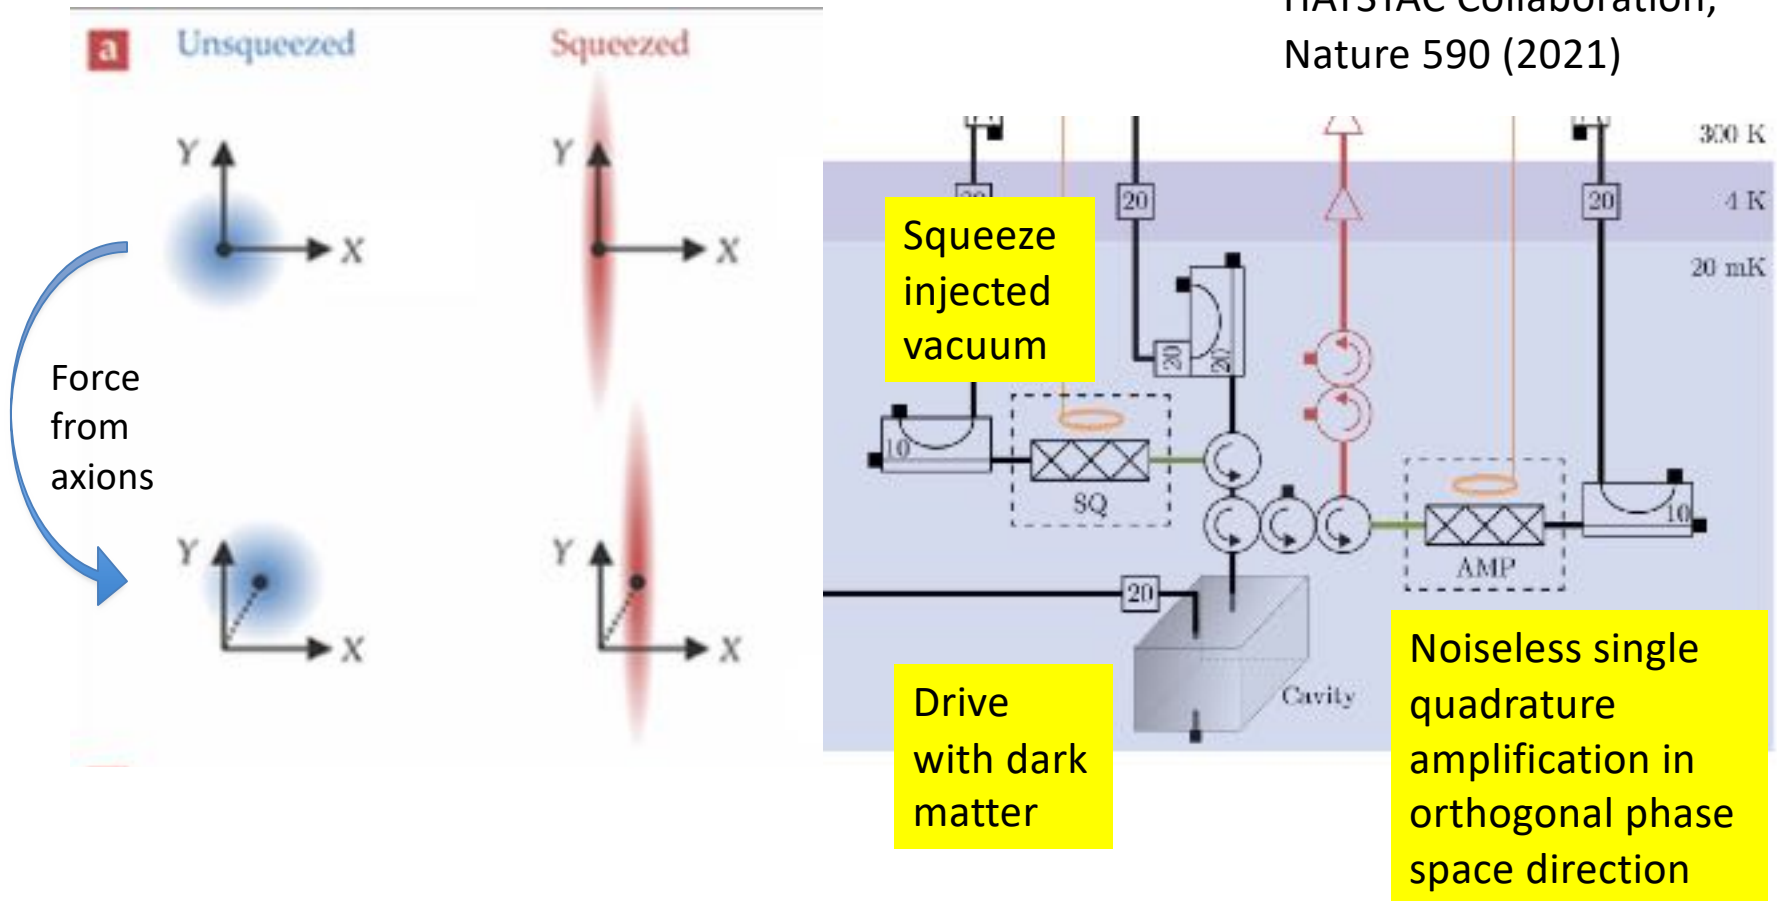 Collaboration,
Nature 590 (2021)
a Unsqueezed Squeezed
Y
X
Y
X
Force
from
axions
Y
X
Y
X
300 K
4 K
20 mK
20
20
Squeeze
injected
vacuum
20
20
10
SQ
10
AMP
20
Cavity
Drive
with dark
matter
Noiseless single
quadrature
amplification in
orthogonal phase
space direction